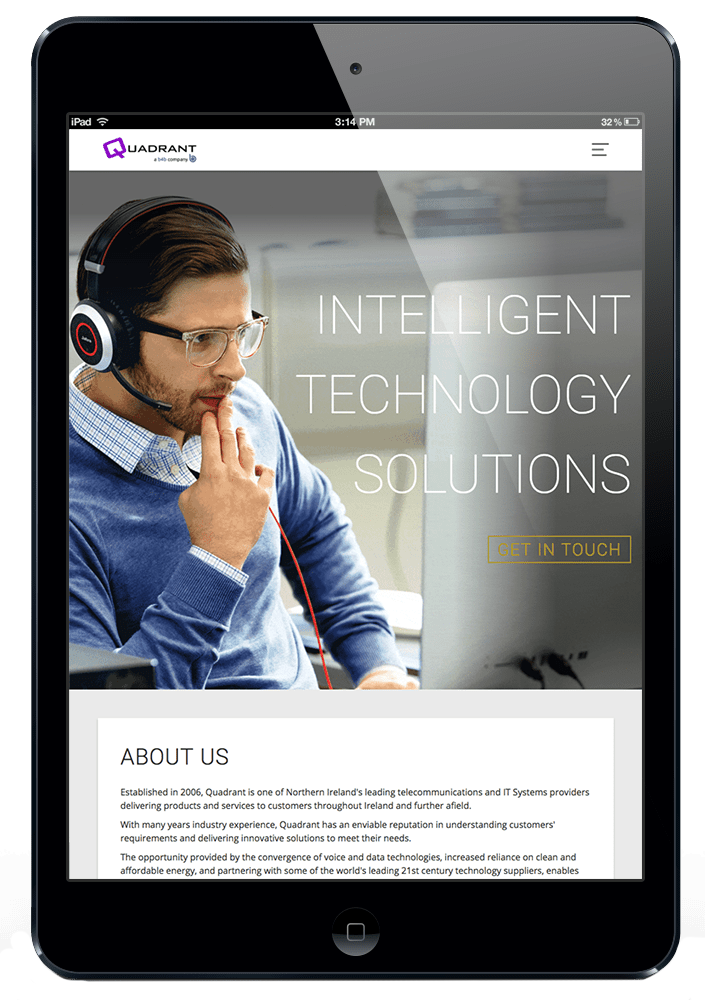 iPad 3:14 PM 32%
QUADRANT
a b4b company
INTELLIGENT
TECHNOLOGY
SOLUTIONS
GET IN TOUCH
ABOUT US
Established in 2006, Quadrant is one of Northern Ireland's leading telecommunications and IT Systems providers
delivering products and services to customers throughout Ireland and further afield.
With many years industry experience, Quadrant has an enviable reputation in understanding customers'
requirements and delivering innovative solutions to meet their needs.
The opportunity provided by the convergence of voice and data technologies, increased reliance on clean and
affordable energy, and partnering with some of the world's leading 21st century technology suppliers, enables